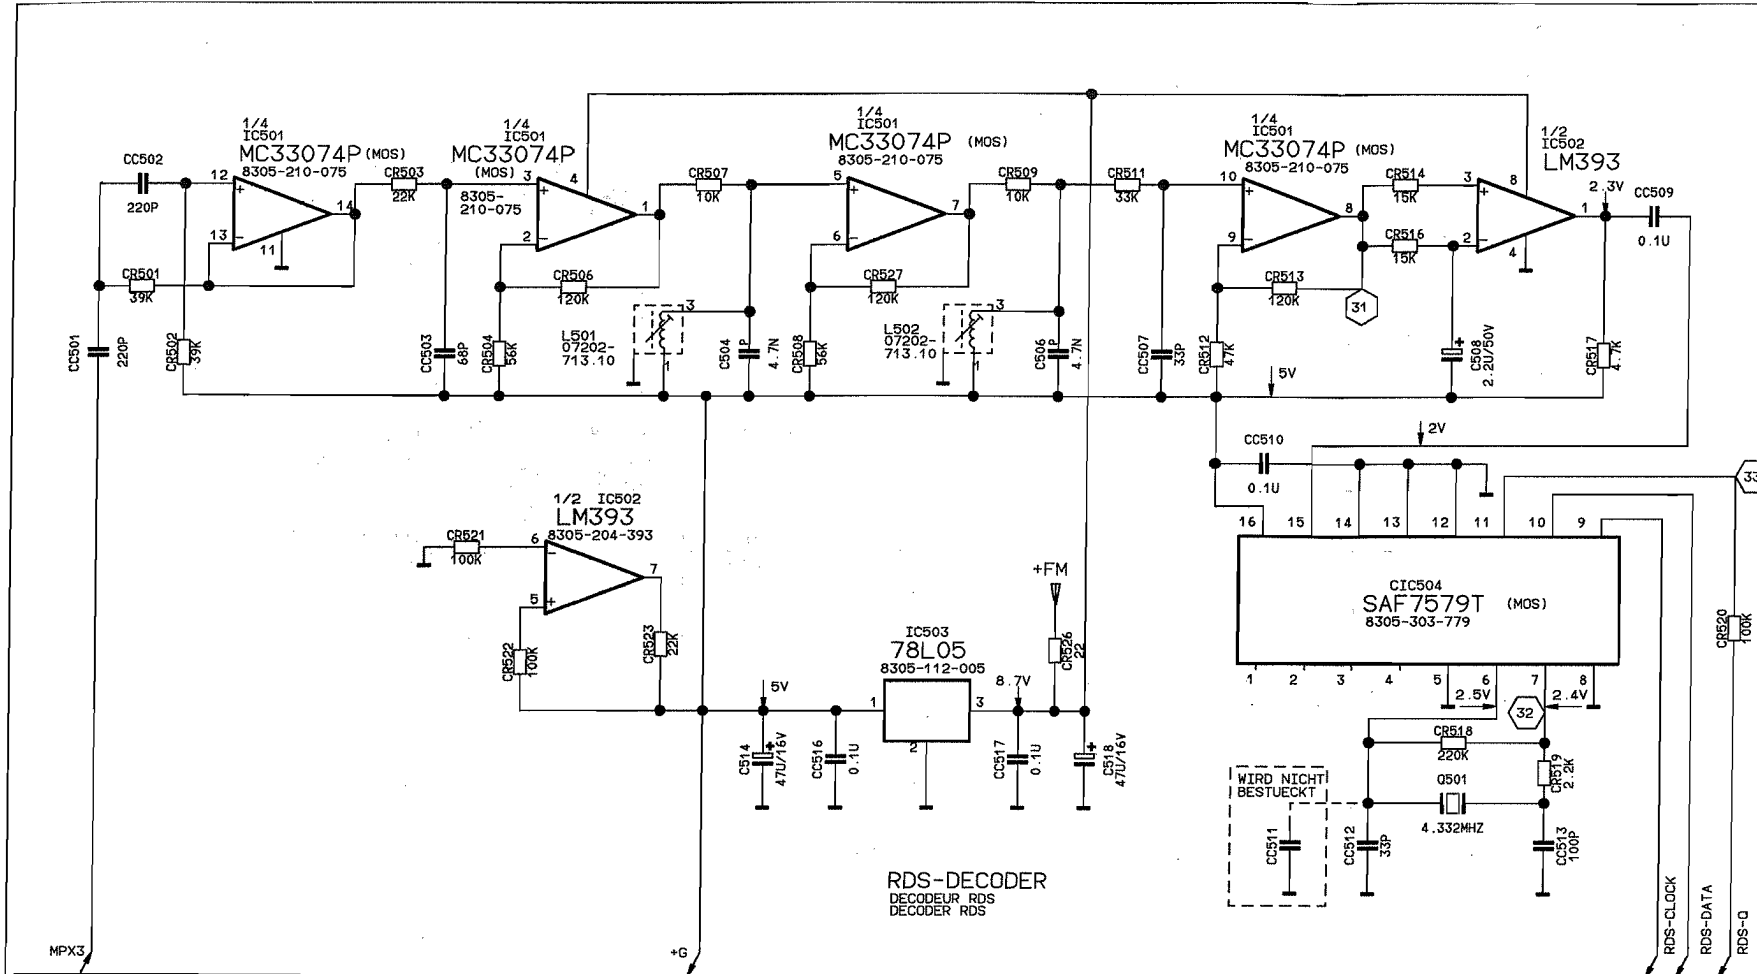 1/4
IC501
MC33074P (MOS)
8305-210-075
CC502
220P
12
+
13
−
14
11
CR501
39K
CC501
220P
CR502
39K
CR503
22K
1/4
IC501
MC33074P
(MOS)
8305-
210-075
3
4
+
2
−
1
CR506
120K
CC503
68P
CR504
56K
CR507
10K
L501
07202-
713.10
3
1
C504
P
4.7N
1/4
IC501
MC33074P (MOS)
8305-210-075
5
+
6
−
7
CR527
120K
CR508
56K
CR509
10K
L502
07202-
713.10
3
1
C506
P
4.7N
CR511
33K
CC507
33P
1/4
IC501
MC33074P (MOS)
8305-210-075
10
+
9
−
8
CR513
120K
CR512
47K
31
CR514
15K
CR516
15K
1/2
IC502
LM393
3
+
2
−
8
4
1
2.3V
CC509
0.1U
C508
2.2U/50V
+
CR517
4.7K
5V
2V
CC510
0.1U
33
1/2 IC502
LM393
8305-204-393
CR521
100K
6
−
5
+
7
CR522
100K
CR523
22K
5V
C514
47U/16V
+
CC516
0.1U
IC503
78L05
8305-112-005
1
2
3
8.7V
CC517
0.1U
+FM
CR526
22
C518
47U/16V
+
16 15 14 13 12 11 10 9
CIC504
SAF7579T (MOS)
8305-303-779
1 2 3 4 5 6 7 8
2.5V
32
2.4V
CR518
220K
CR519
2.2K
Q501
4.332MHZ
WIRD NICHT
BESTUECKT
CC511
CC512
33P
CC513
100P
CR520
100K
RDS-DECODER
DECODEUR RDS
DECODER RDS
MPX3
+G
RDS-CLOCK
RDS-DATA
RDS-Q